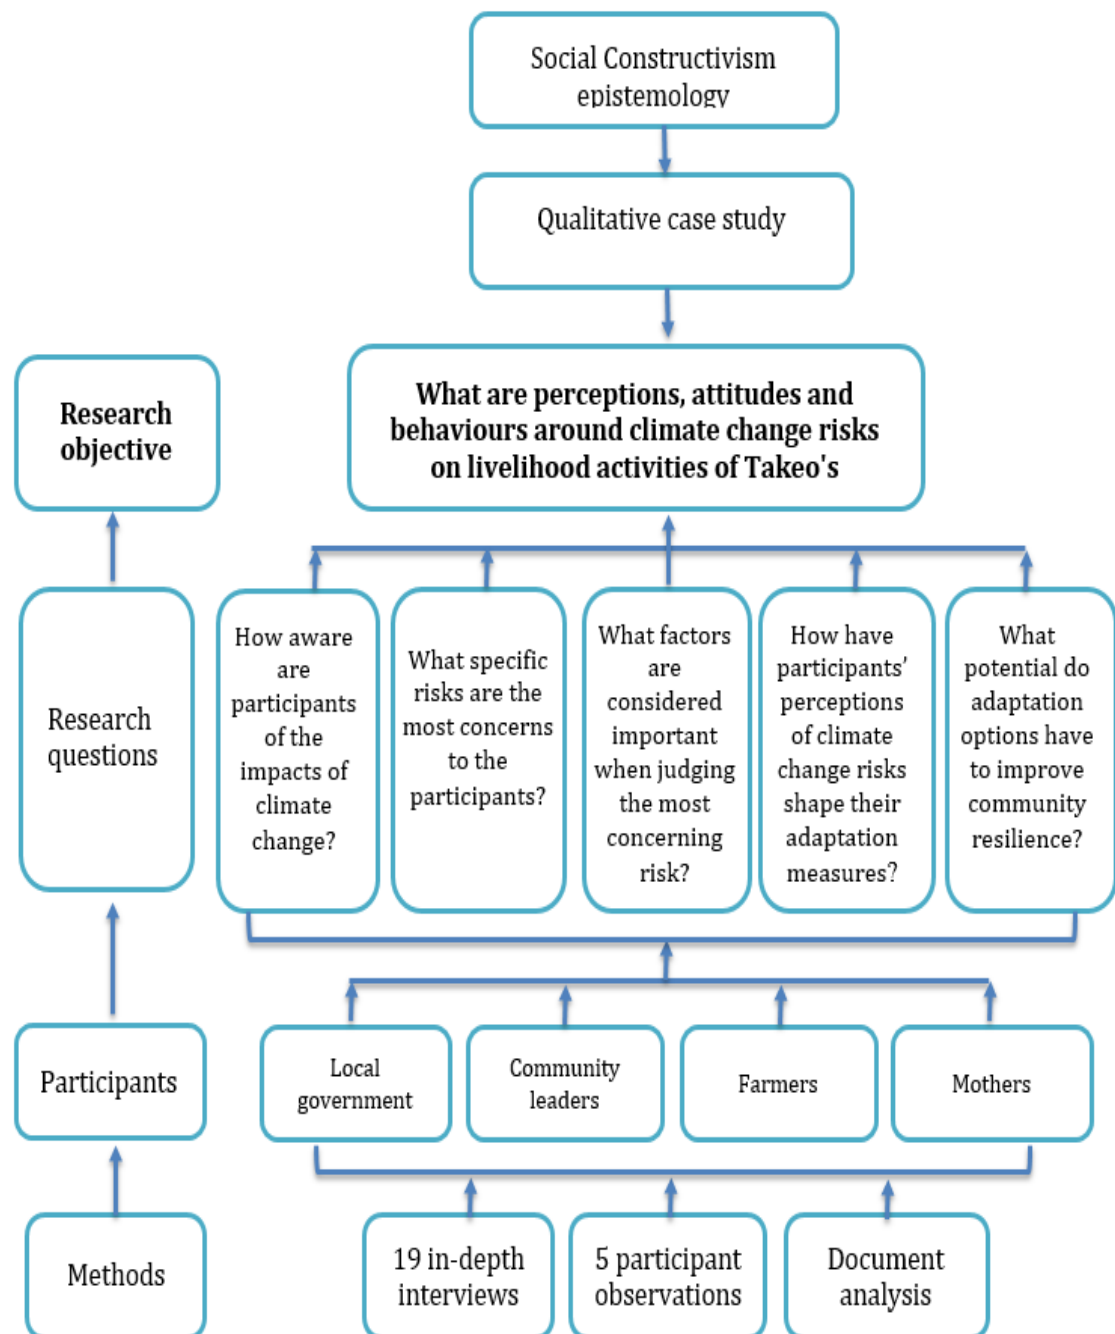 Social Constructivism
epistemology
Qualitative case study
Research
objective
What are perceptions, attitudes and
behaviours around climate change risks
on livelihood activities of Takeo's
Research
questions
How aware
are
participants
of the
impacts of
climate
change?
What specific
risks are the
most concerns
to the
participants?
What factors
are
considered
important
when judging
the most
concerning
risk?
How have
participants’
perceptions
of climate
change risks
shape their
adaptation
measures?
What
potential do
adaptation
options have
to improve
community
resilience?
Participants
Local
government
Community
leaders
Farmers
Mothers
Methods
19 in-depth
interviews
5 participant
observations
Document
analysis